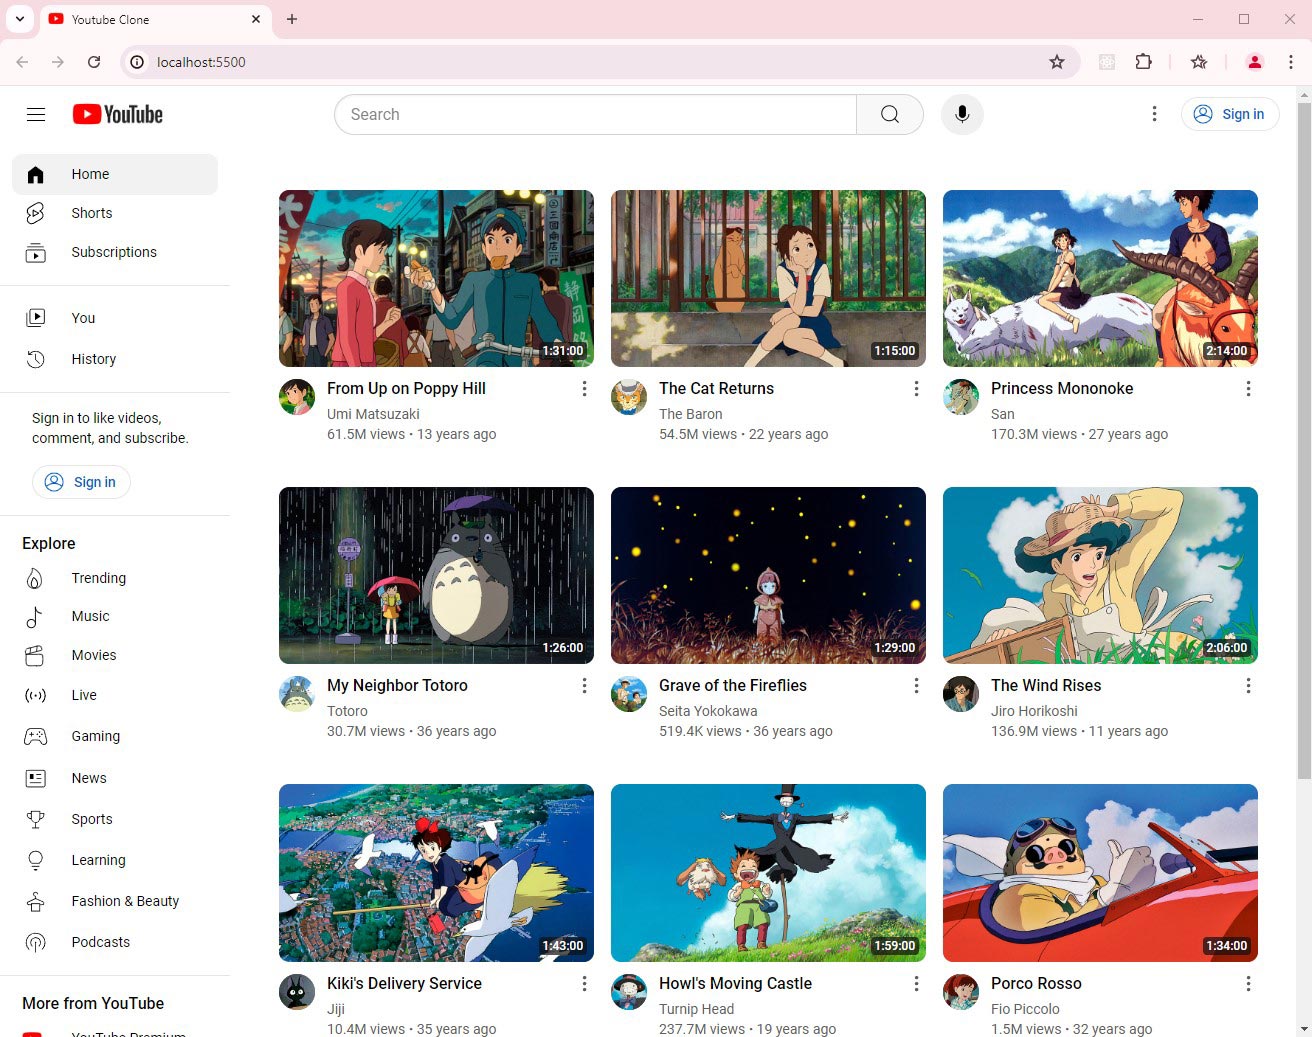 Youtube Clone
localhost:5500
YouTube
Search
Sign in
Home
Shorts
Subscriptions
You
History
Sign in to like videos,
comment, and subscribe.
Sign in
Explore
Trending
Music
Movies
Live
Gaming
News
Sports
Learning
Fashion & Beauty
Podcasts
More from YouTube
YouTube Premium
1:31:00
From Up on Poppy Hill
Umi Matsuzaki
61.5M views • 13 years ago
1:15:00
The Cat Returns
The Baron
54.5M views • 22 years ago
2:14:00
Princess Mononoke
San
170.3M views • 27 years ago
1:26:00
My Neighbor Totoro
Totoro
30.7M views • 36 years ago
1:29:00
Grave of the Fireflies
Seita Yokokawa
519.4K views • 36 years ago
2:06:00
The Wind Rises
Jiro Horikoshi
136.9M views • 11 years ago
1:43:00
Kiki's Delivery Service
Jiji
10.4M views • 35 years ago
1:59:00
Howl's Moving Castle
Turnip Head
237.7M views • 19 years ago
1:34:00
Porco Rosso
Fio Piccolo
1.5M views • 32 years ago